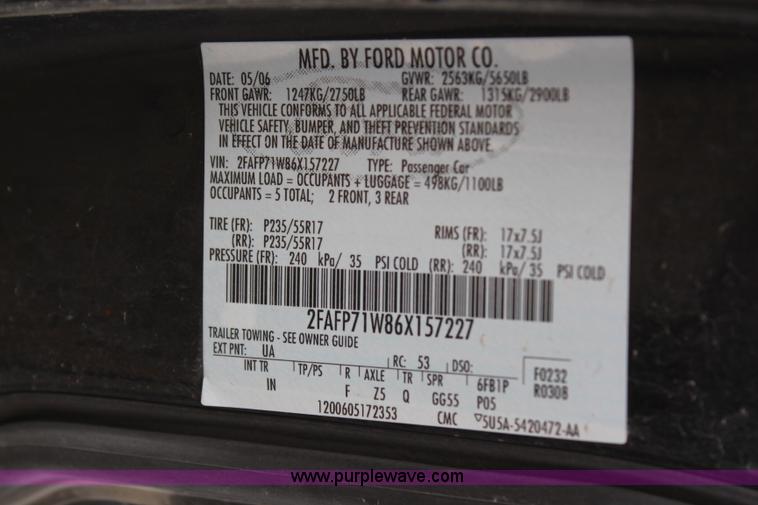 MFD. BY FORD MOTOR CO.
DATE: 05/06 GVWR: 2563KG/5650LB
FRONT GAWR: 1247KG/2750LB REAR GAWR: 1315KG/2900LB
THIS VEHICLE CONFORMS TO ALL APPLICABLE FEDERAL MOTOR
VEHICLE SAFETY, BUMPER, AND THEFT PREVENTION STANDARDS
IN EFFECT ON THE DATE OF MANUFACTURE SHOWN ABOVE.
VIN: 2FAFP71W86X157227 TYPE: Passenger Car
MAXIMUM LOAD = OCCUPANTS + LUGGAGE = 498KG/1100LB
OCCUPANTS = 5 TOTAL; 2 FRONT, 3 REAR
TIRE (FR): P235/55R17 RIMS (FR): 17x7.5J
(RR): P235/55R17 (RR): 17x7.5J
PRESSURE (FR): 240 kPa/ 35 PSI COLD (RR): 240 kPa/ 35 PSI COLD
2FAFP71W86X157227
TRAILER TOWING - SEE OWNER GUIDE
EXT PNT: UA RC: 53 DSO: F0232
INT TR TP/PS R AXLE TR SPR 6FB1P R0308
IN F Z5 Q GG55 P05
1200605172353 CMC ▽5U5A-5420472-AA
www.purplewave.com